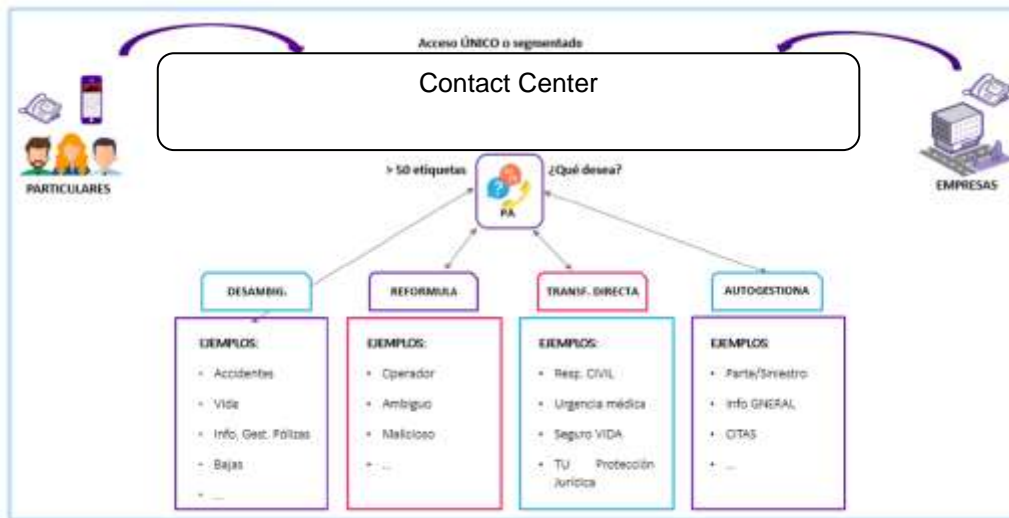 Acceso ÚNICO o segmentado
Contact Center
PARTICULARES
EMPRESAS
> 50 etiquetas
¿Qué desea?
PA
DESAMBIG.
REFORMULA
TRANSF. DIRECTA
AUTOGESTIONA
EJEMPLOS:
• Accidentes
• Vida
• Info, Gest. Pólizas
• Bajas
• ...
EJEMPLOS:
• Operador
• Ambiguo
• Malicioso
• ...
EJEMPLOS:
• Resp. CIVIL
• Urgencia médica
• Seguro VIDA
• TU Protección
Jurídica
EJEMPLOS:
• Parte/Siniestro
• Info GNERAL
• CITAS
• ...